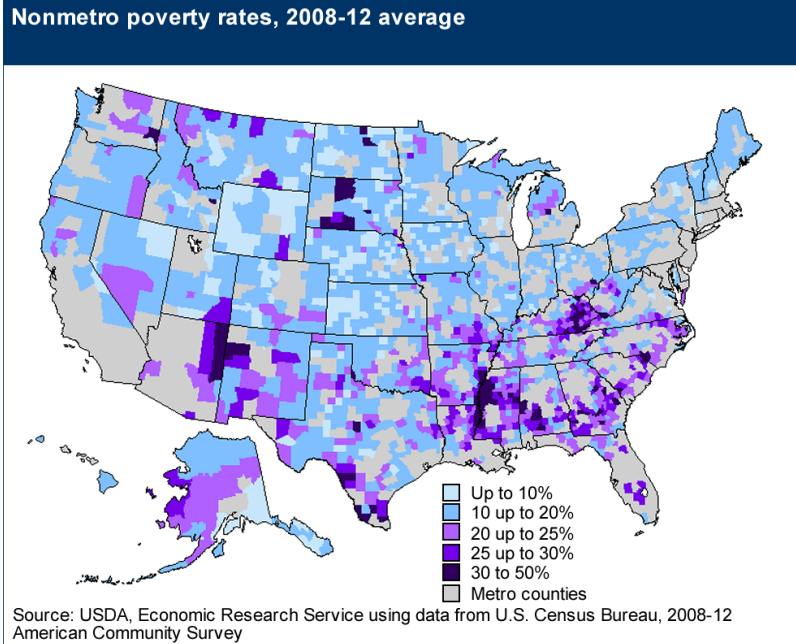 Nonmetro poverty rates, 2008-12 average
Up to 10%
10 up to 20%
20 up to 25%
25 up to 30%
30 to 50%
Metro counties
Source: USDA, Economic Research Service using data from U.S. Census Bureau, 2008-12
American Community Survey